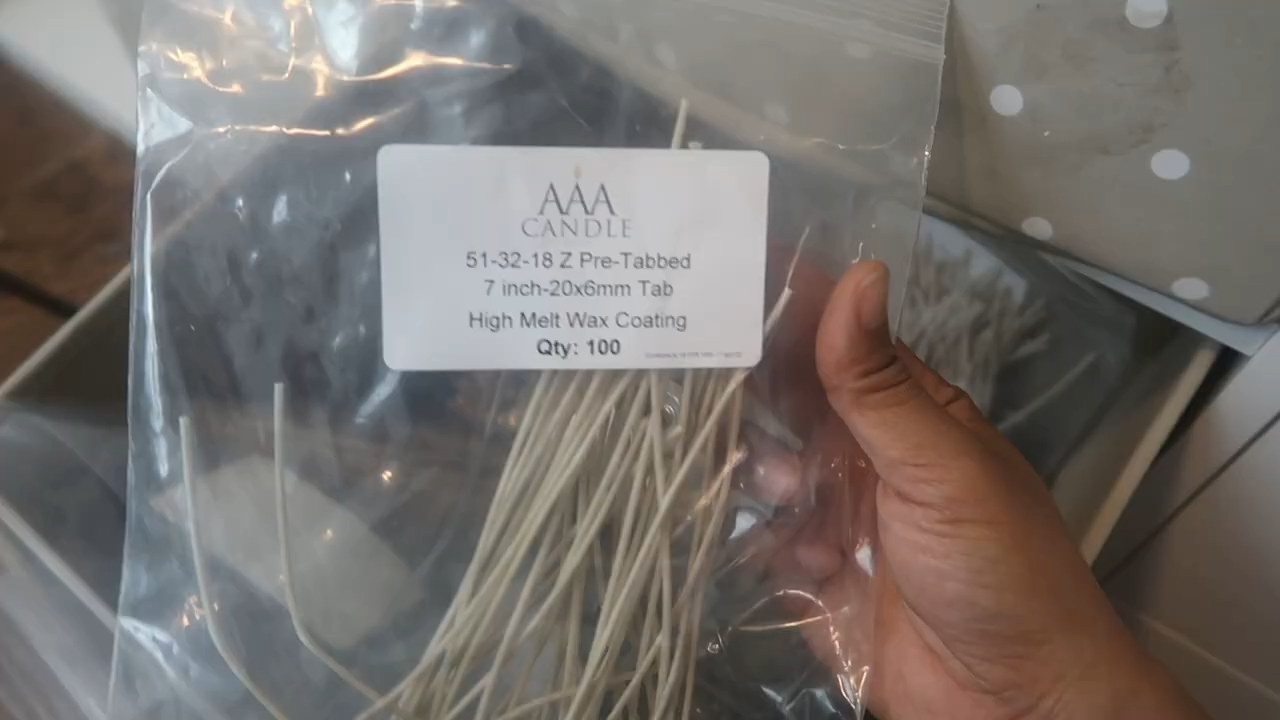 AAA
CANDLE
51-32-18 Z Pre-Tabbed
7 inch-20x6mm Tab
High Melt Wax Coating
Qty: 100